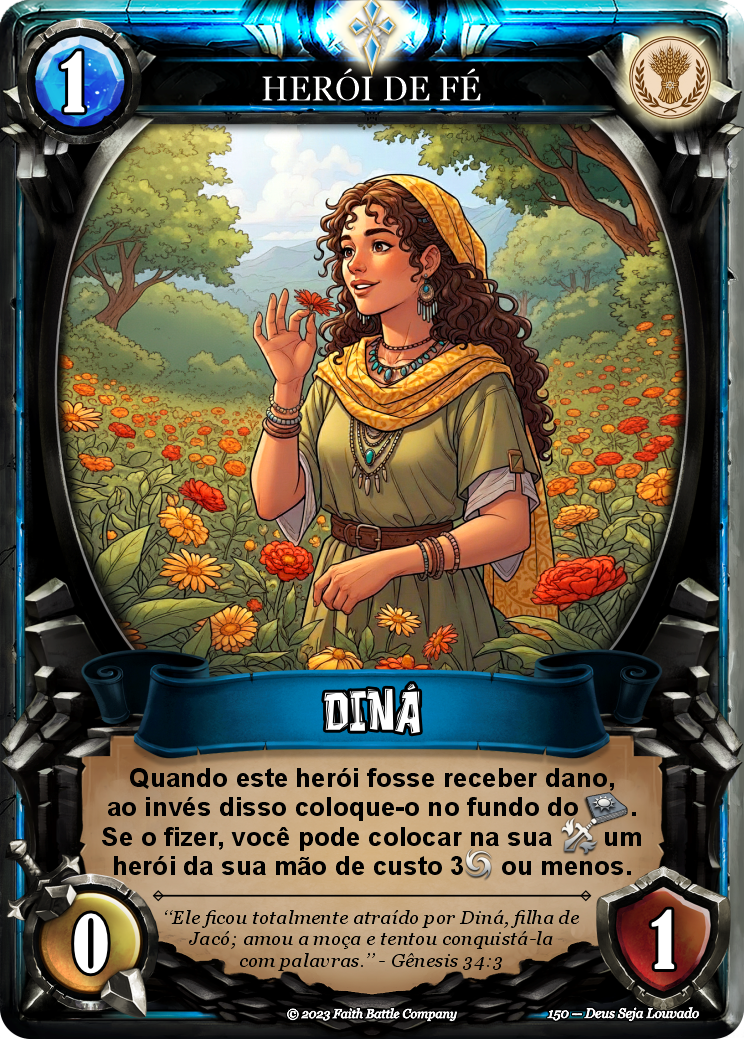 1
HERÓI DE FÉ
DINÁ
Quando este herói fosse receber dano,
ao invés disso coloque-o no fundo do .
Se o fizer, você pode colocar na sua um
herói da sua mão de custo 3 ou menos.
“Ele ficou totalmente atraído por Diná, filha de
Jacó; amou a moça e tentou conquistá-la
com palavras.” - Gênesis 34:3
0
1
© 2023 Faith Battle Company
150 – Deus Seja Louvado